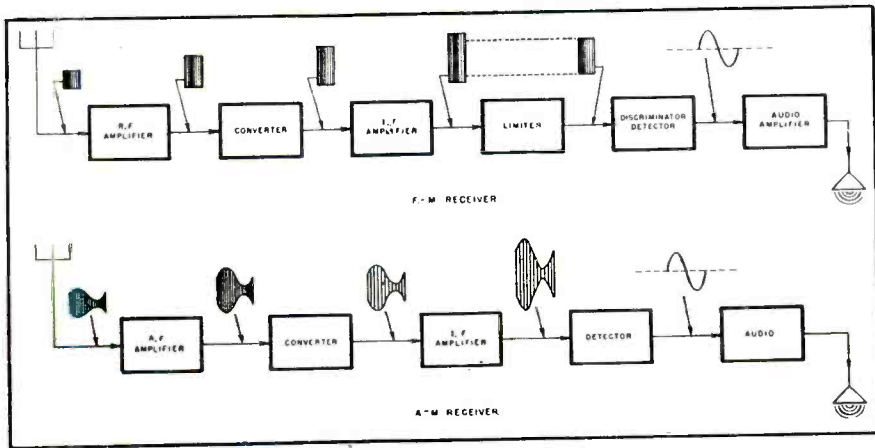 R,F
AMPLIFIER
CONVERTER
I,F
AMPLIFIER
LIMITER
DISCRIMINATOR
DETECTOR
AUDIO
AMPLIFIER
F-M RECEIVER
R,F
AMPLIFIER
CONVERTER
I,F
AMPLIFIER
DETECTOR
AUDIO
A-M RECEIVER